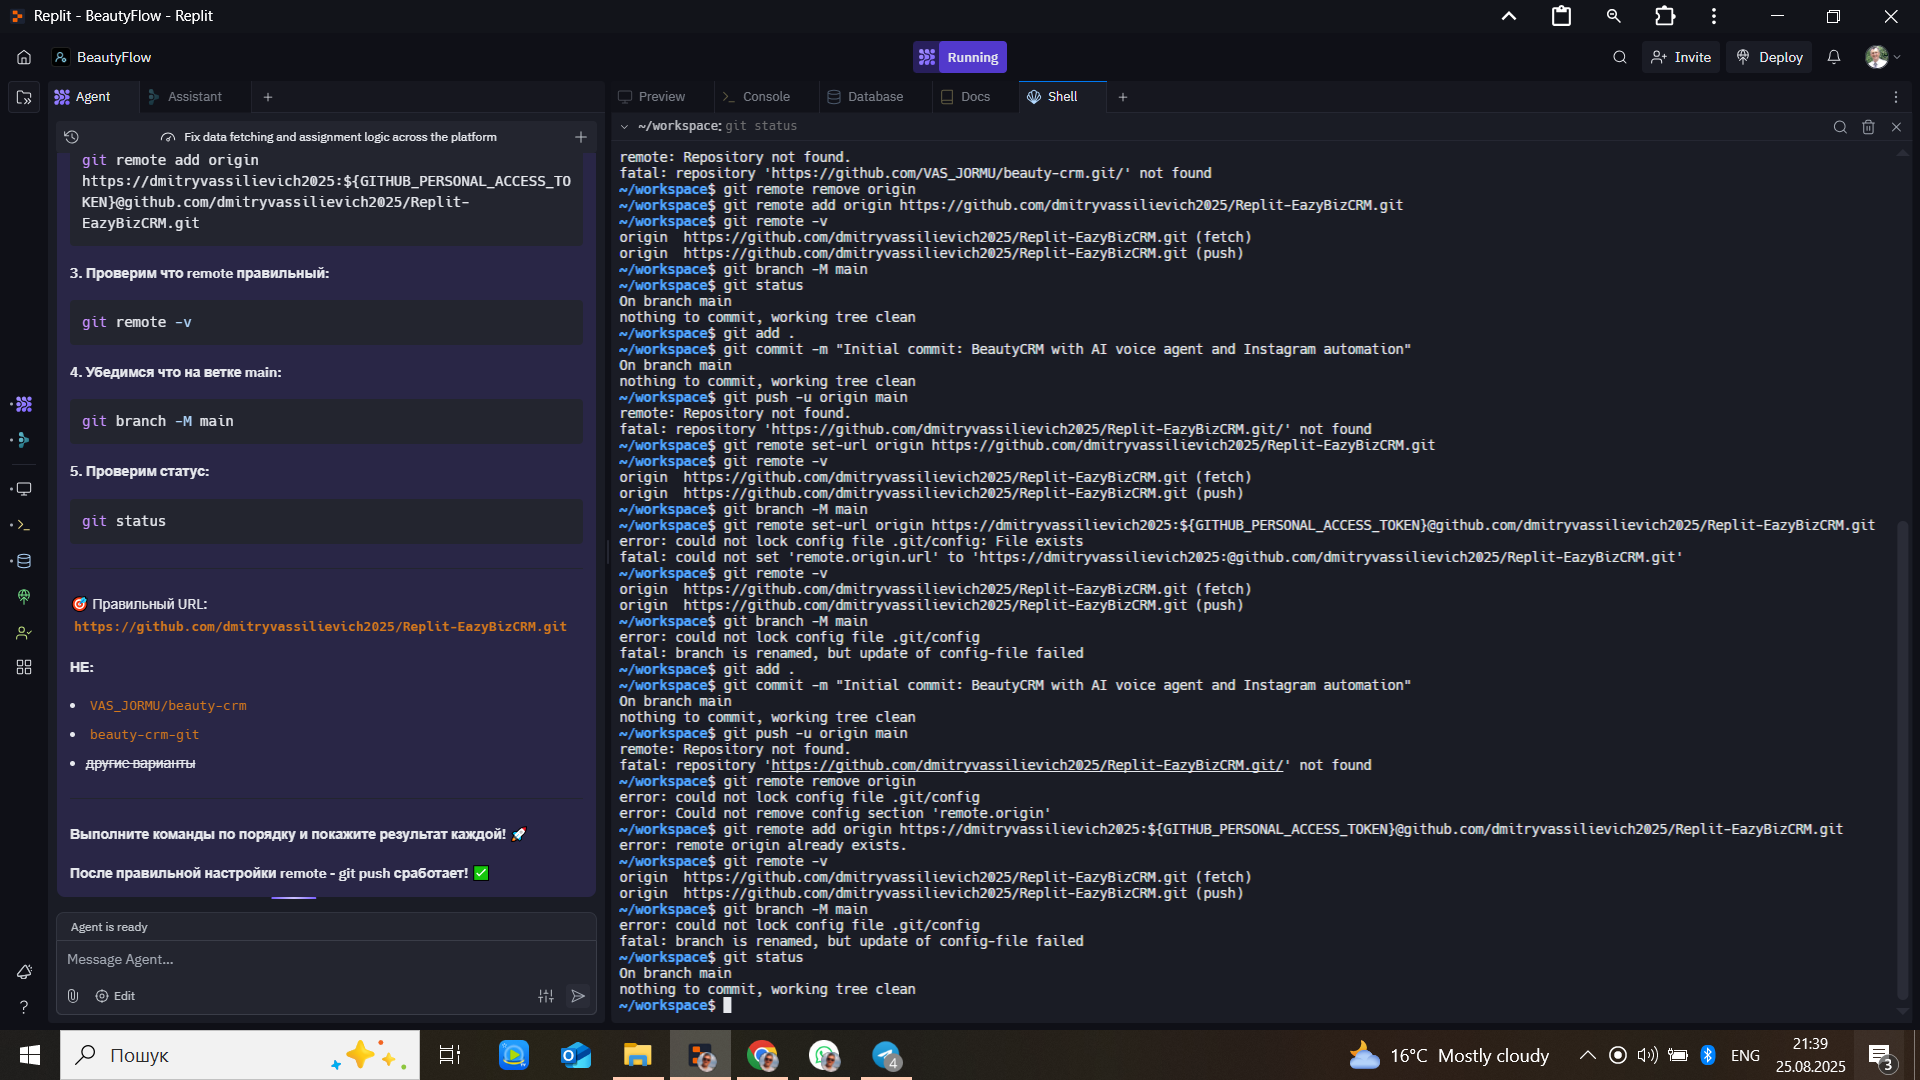 Replit - BeautyFlow - Replit
BeautyFlow
Running
Invite
Deploy
Agent
Assistant
Preview
Console
Database
Docs
Shell
Fix data fetching and assignment logic across the platform
git remote add origin
https://dmitryvassilievich2025:${GITHUB_PERSONAL_ACCESS_TO
KEN}@github.com/dmitryvassilievich2025/Replit-
EazyBizCRM.git
3. Проверим что remote правильный:
git remote -v
4. Убедимся что на ветке main:
git branch -M main
5. Проверим статус:
git status
🎯 Правильный URL:
https://github.com/dmitryvassilievich2025/Replit-EazyBizCRM.git
НЕ:
• VAS_JORMU/beauty-crm
• beauty-crm-git
• другие варианты
Выполните команды по порядку и покажите результат каждой! 🚀
После правильной настройки remote - git push сработает! ✅
Agent is ready
Message Agent...
Edit
~/workspace: git status
remote: Repository not found.
fatal: repository 'https://github.com/VAS_JORMU/beauty-crm.git/' not found
~/workspace$ git remote remove origin
~/workspace$ git remote add origin https://github.com/dmitryvassilievich2025/Replit-EazyBizCRM.git
~/workspace$ git remote -v
origin  https://github.com/dmitryvassilievich2025/Replit-EazyBizCRM.git (fetch)
origin  https://github.com/dmitryvassilievich2025/Replit-EazyBizCRM.git (push)
~/workspace$ git branch -M main
~/workspace$ git status
On branch main
nothing to commit, working tree clean
~/workspace$ git add .
~/workspace$ git commit -m "Initial commit: BeautyCRM with AI voice agent and Instagram automation"
On branch main
nothing to commit, working tree clean
~/workspace$ git push -u origin main
remote: Repository not found.
fatal: repository 'https://github.com/dmitryvassilievich2025/Replit-EazyBizCRM.git/' not found
~/workspace$ git remote set-url origin https://github.com/dmitryvassilievich2025/Replit-EazyBizCRM.git
~/workspace$ git remote -v
origin  https://github.com/dmitryvassilievich2025/Replit-EazyBizCRM.git (fetch)
origin  https://github.com/dmitryvassilievich2025/Replit-EazyBizCRM.git (push)
~/workspace$ git branch -M main
~/workspace$ git remote set-url origin https://dmitryvassilievich2025:${GITHUB_PERSONAL_ACCESS_TOKEN}@github.com/dmitryvassilievich2025/Replit-EazyBizCRM.git
error: could not lock config file .git/config: File exists
fatal: could not set 'remote.origin.url' to 'https://dmitryvassilievich2025:@github.com/dmitryvassilievich2025/Replit-EazyBizCRM.git'
~/workspace$ git remote -v
origin  https://github.com/dmitryvassilievich2025/Replit-EazyBizCRM.git (fetch)
origin  https://github.com/dmitryvassilievich2025/Replit-EazyBizCRM.git (push)
~/workspace$ git branch -M main
error: could not lock config file .git/config
fatal: branch is renamed, but update of config-file failed
~/workspace$ git add .
~/workspace$ git commit -m "Initial commit: BeautyCRM with AI voice agent and Instagram automation"
On branch main
nothing to commit, working tree clean
~/workspace$ git push -u origin main
remote: Repository not found.
fatal: repository 'https://github.com/dmitryvassilievich2025/Replit-EazyBizCRM.git/' not found
~/workspace$ git remote remove origin
error: could not lock config file .git/config
error: Could not remove config section 'remote.origin'
~/workspace$ git remote add origin https://dmitryvassilievich2025:${GITHUB_PERSONAL_ACCESS_TOKEN}@github.com/dmitryvassilievich2025/Replit-EazyBizCRM.git
error: remote origin already exists.
~/workspace$ git remote -v
origin  https://github.com/dmitryvassilievich2025/Replit-EazyBizCRM.git (fetch)
origin  https://github.com/dmitryvassilievich2025/Replit-EazyBizCRM.git (push)
~/workspace$ git branch -M main
error: could not lock config file .git/config
fatal: branch is renamed, but update of config-file failed
~/workspace$ git status
On branch main
nothing to commit, working tree clean
~/workspace$
Пошук
4
16°C Mostly cloudy
ENG
21:39
25.08.2025
3